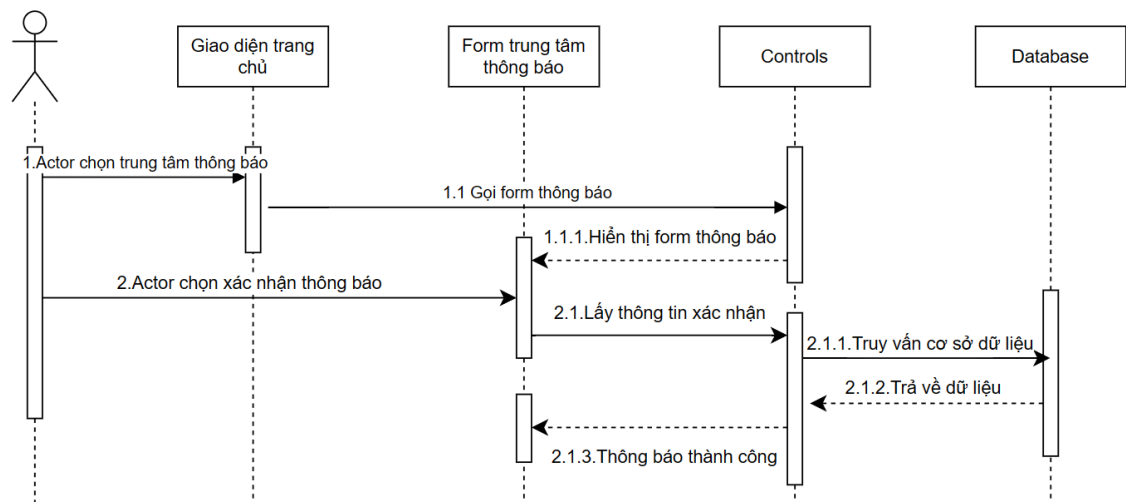 Giao diện trang
chủ
Form trung tâm
thông báo
Controls
Database
1.Actor chọn trung tâm thông báo
1.1 Gọi form thông báo
1.1.1.Hiển thị form thông báo
2.Actor chọn xác nhận thông báo
2.1.Lấy thông tin xác nhận
2.1.1.Truy vấn cơ sở dữ liệu
2.1.2.Trả về dữ liệu
2.1.3.Thông báo thành công